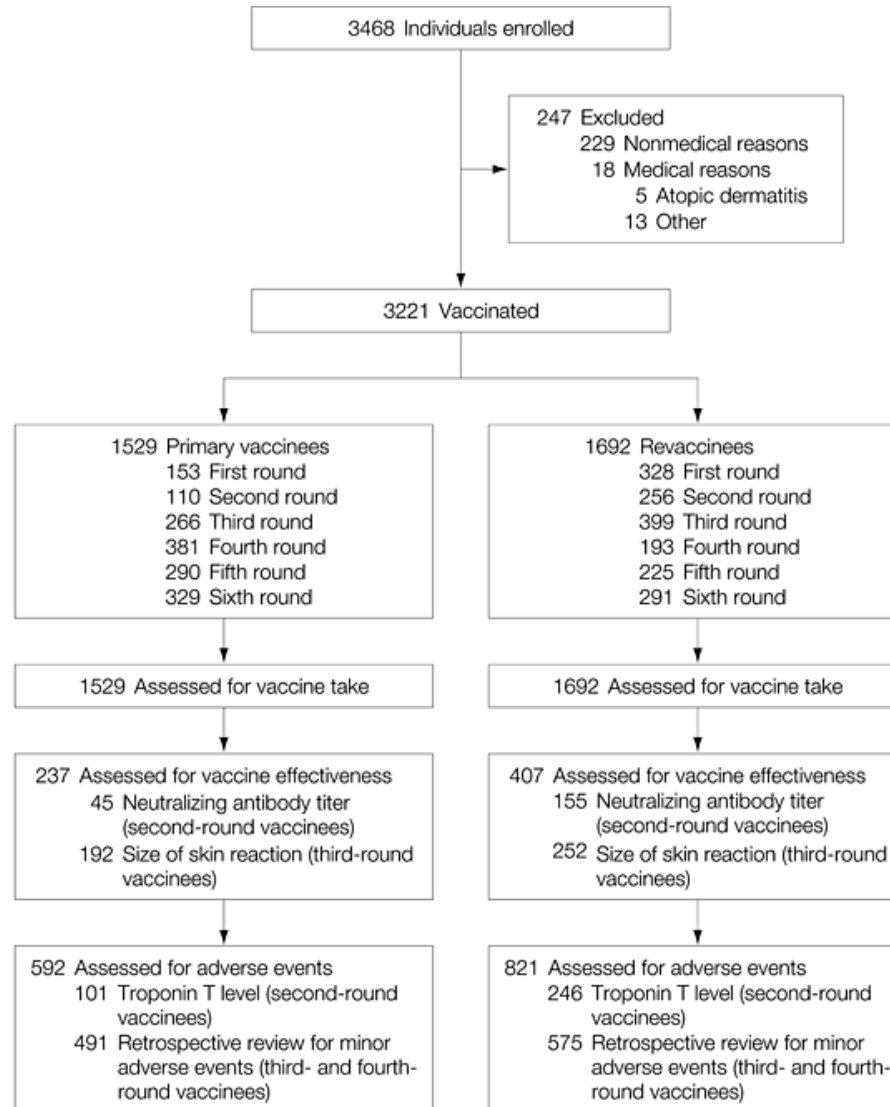 3468 Individuals enrolled
247 Excluded
229 Nonmedical reasons
18 Medical reasons
5 Atopic dermatitis
13 Other
3221 Vaccinated
1529 Primary vaccinees
153 First round
110 Second round
266 Third round
381 Fourth round
290 Fifth round
329 Sixth round
1692 Revaccinees
328 First round
256 Second round
399 Third round
193 Fourth round
225 Fifth round
291 Sixth round
1529 Assessed for vaccine take
1692 Assessed for vaccine take
237 Assessed for vaccine effectiveness
45 Neutralizing antibody titer
(second-round vaccinees)
192 Size of skin reaction (third-round
vaccinees)
407 Assessed for vaccine effectiveness
155 Neutralizing antibody titer
(second-round vaccinees)
252 Size of skin reaction (third-round
vaccinees)
592 Assessed for adverse events
101 Troponin T level (second-round
vaccinees)
491 Retrospective review for minor
adverse events (third- and fourth-
round vaccinees)
821 Assessed for adverse events
246 Troponin T level (second-round
vaccinees)
575 Retrospective review for minor
adverse events (third- and fourth-
round vaccinees)